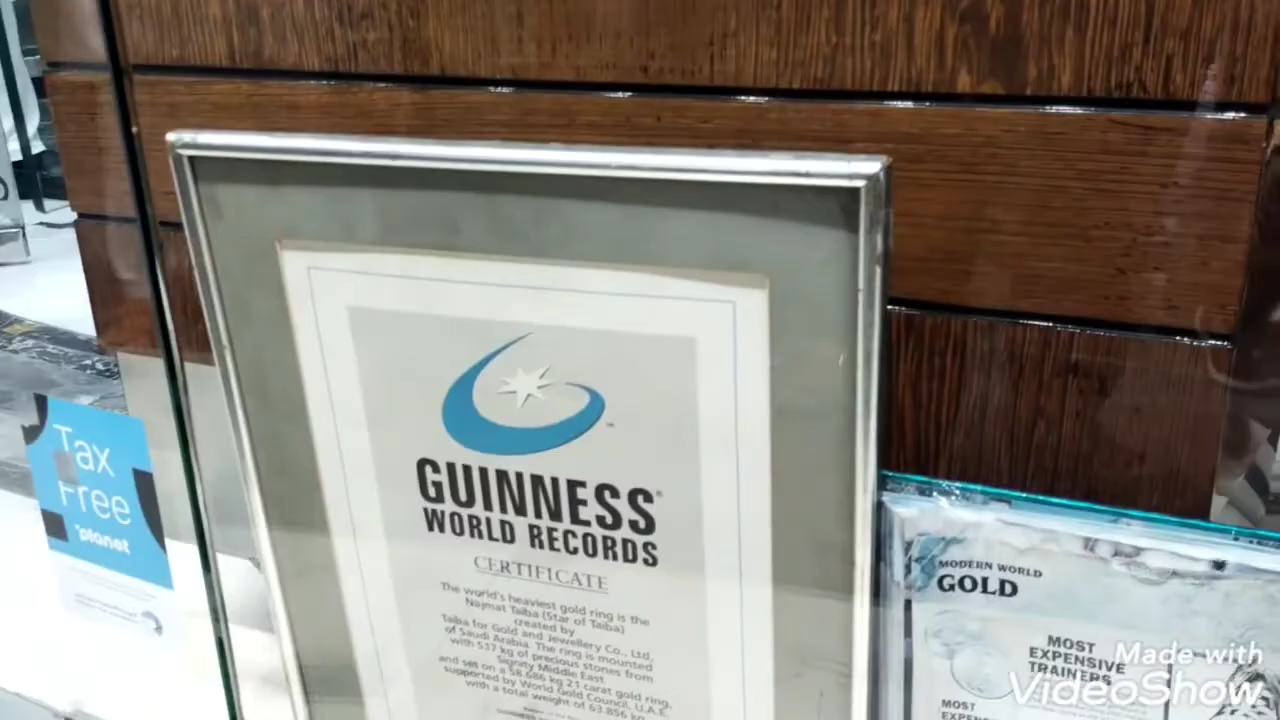 GUINNESS
WORLD RECORDS
CERTIFICATE
The world's heaviest gold ring is the
Najmat Taiba (Star of Taiba)
created by
Taiba for Gold and Jewellery Co., Ltd,
of Saudi Arabia. The ring is mounted
with 5.17 kg of precious stones from
Signity Middle East
and set on a 58.686 kg 21 carat gold ring,
supported by World Gold Council, U.A.E.
with a total weight of 63.856 kg
Tax
Free
planet
MODERN WORLD
GOLD
MOST
EXPENSIVE
TRAINERS
MOST
Made with
VideoShow